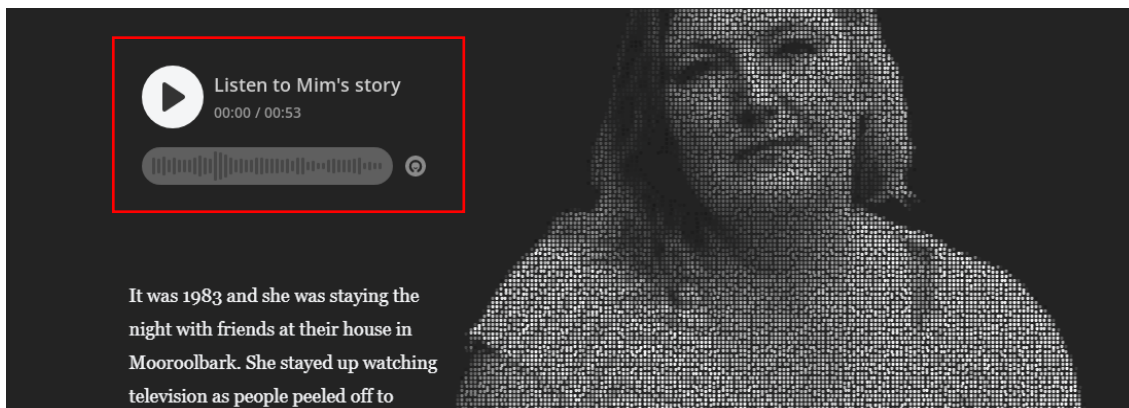 Listen to Mim's story
00:00 / 00:53
It was 1983 and she was staying the
night with friends at their house in
Mooroolbark. She stayed up watching
television as people peeled off to